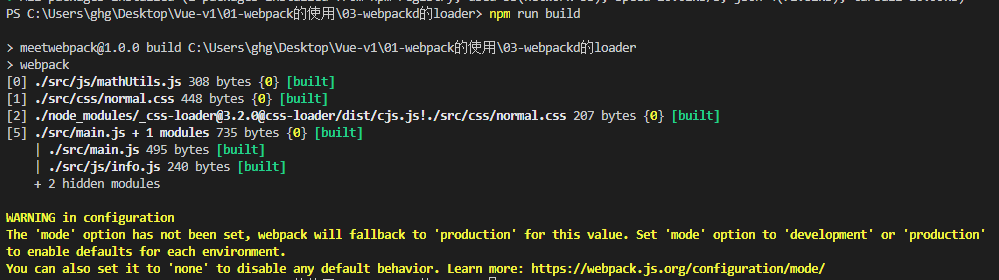 PS C:\Users\ghg\Desktop\Vue-v1\01-webpack的使用\03-webpackd的loader> npm run build
> meetwebpack@1.0.0 build C:\Users\ghg\Desktop\Vue-v1\01-webpack的使用\03-webpackd的loader
> webpack
[0] ./src/js/mathUtils.js 308 bytes {0} [built]
[1] ./src/css/normal.css 448 bytes {0} [built]
[2] ./node_modules/_css-loader@3.2.0@css-loader/dist/cjs.js!./src/css/normal.css 207 bytes {0} [built]
[5] ./src/main.js + 1 modules 735 bytes {0} [built]
| ./src/main.js 495 bytes [built]
| ./src/js/info.js 240 bytes [built]
+ 2 hidden modules
WARNING in configuration
The 'mode' option has not been set, webpack will fallback to 'production' for this value. Set 'mode' option to 'development' or 'production'
to enable defaults for each environment.
You can also set it to 'none' to disable any default behavior. Learn more: https://webpack.js.org/configuration/mode/